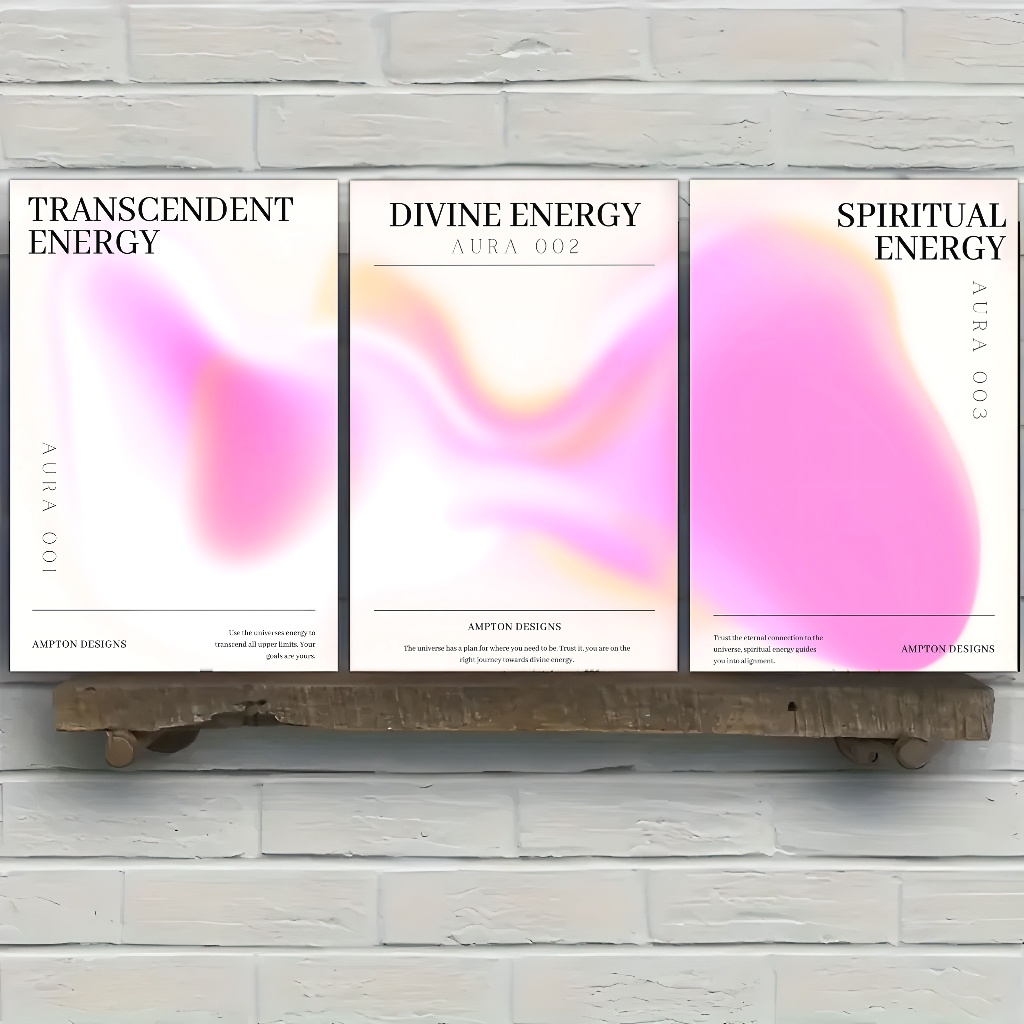 TRANSCENDENT
ENERGY
AURA 001
AMPTON DESIGNS
Use the universes energy to
transcend all upper limits. Your
goals are yours.
DIVINE ENERGY
AURA 002
AMPTON DESIGNS
The universe has a plan for where you need to be. Trust it, you are on the
right journey towards divine energy.
SPIRITUAL
ENERGY
AURA 003
Trust the eternal connection to the
universe, spiritual energy guides
you into alignment.
AMPTON DESIGNS